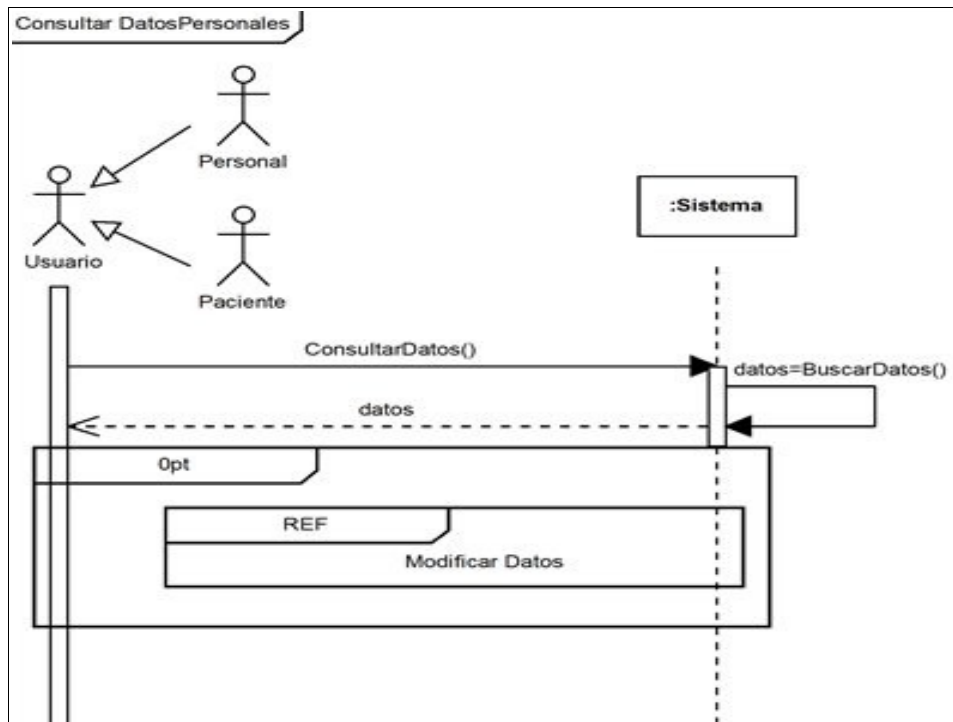 Consultar DatosPersonales
Personal
:Sistema
Usuario
Paciente
ConsultarDatos()
datos=BuscarDatos()
datos
0pt
REF
Modificar Datos